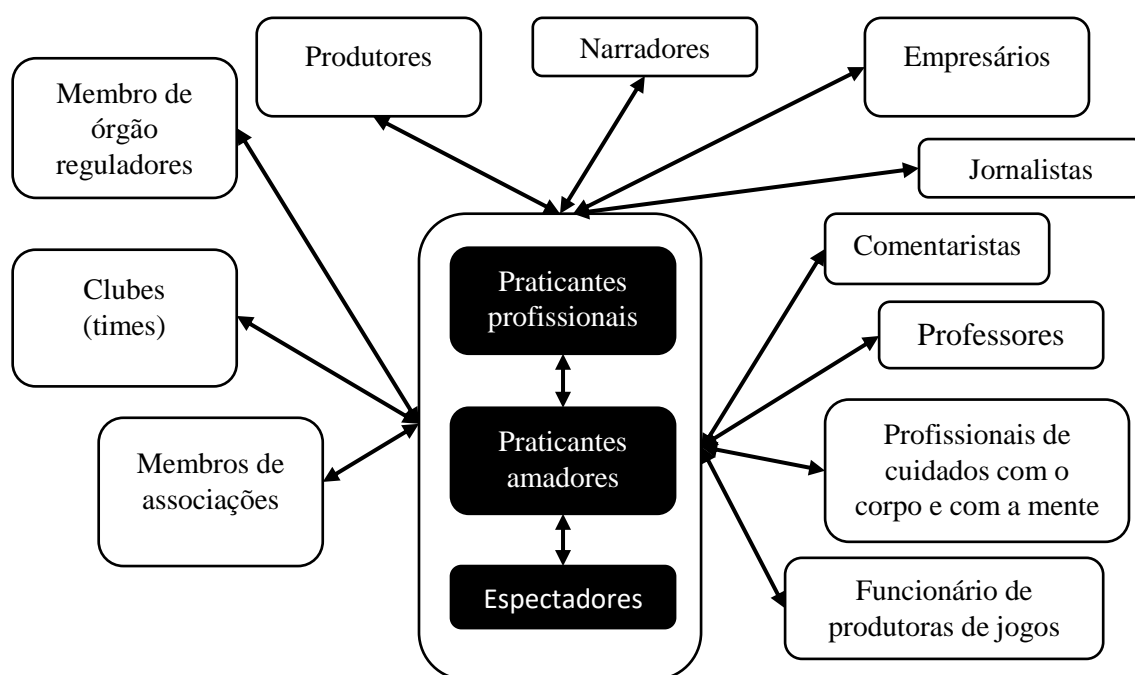 Produtores
Narradores
Empresários
Membro de
órgão
reguladores
Jornalistas
Comentaristas
Praticantes
profissionais
Clubes
(times)
Professores
Praticantes
amadores
Membros de
associações
Profissionais de
cuidados com o
corpo e com a mente
Espectadores
Funcionário de
produtoras de jogos